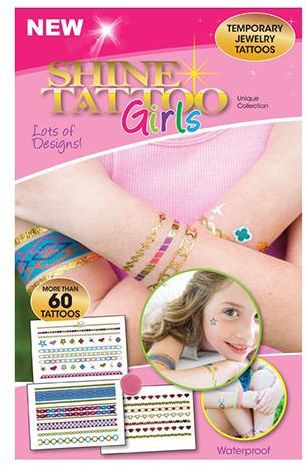 NEW
TEMPORARY
JEWELRY
TATTOOS
SHINE
TATTOO
Girls
Unique
Collection
Lots of
Designs!
MORE THAN
60
TATTOOS
Waterproof